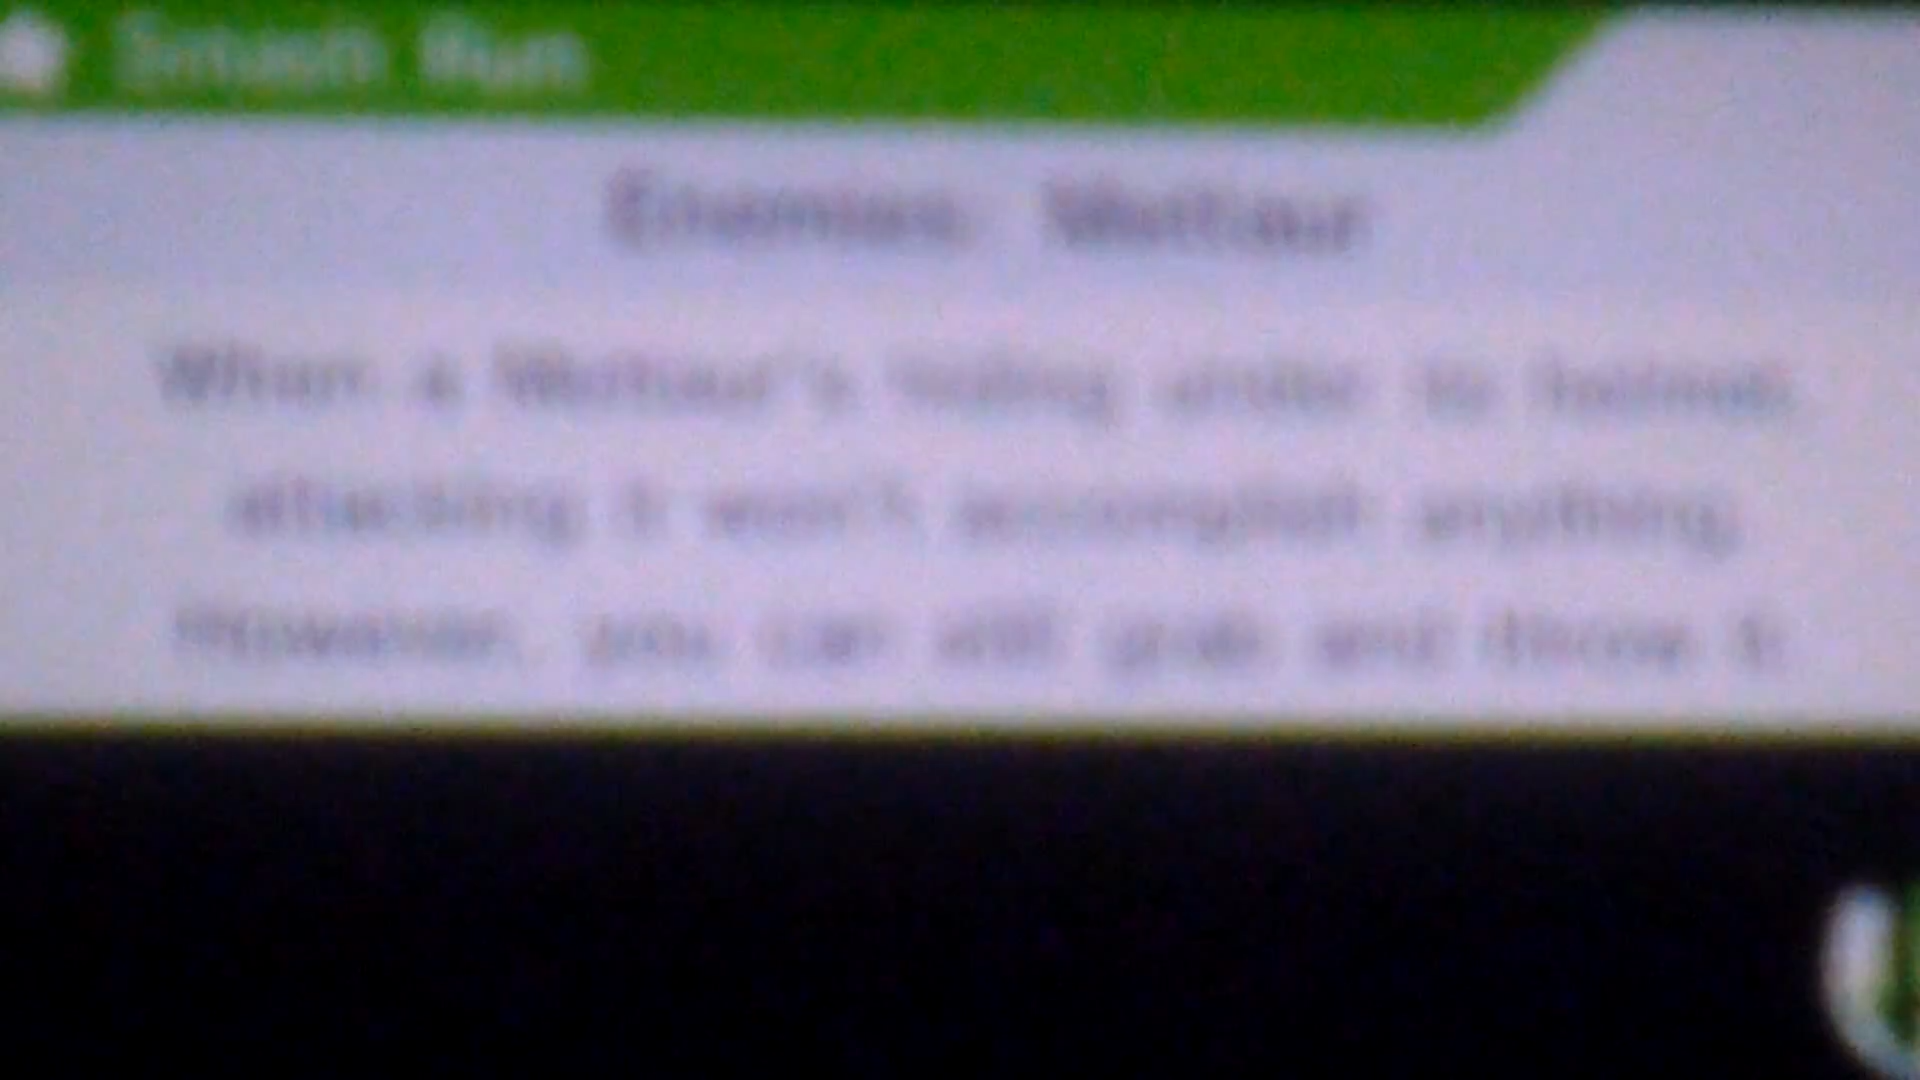 Smash Run
Enemies: Mettaur
When a Mettaur's hiding under its helmet,
attacking it won't accomplish anything.
However, you can still grab and throw it